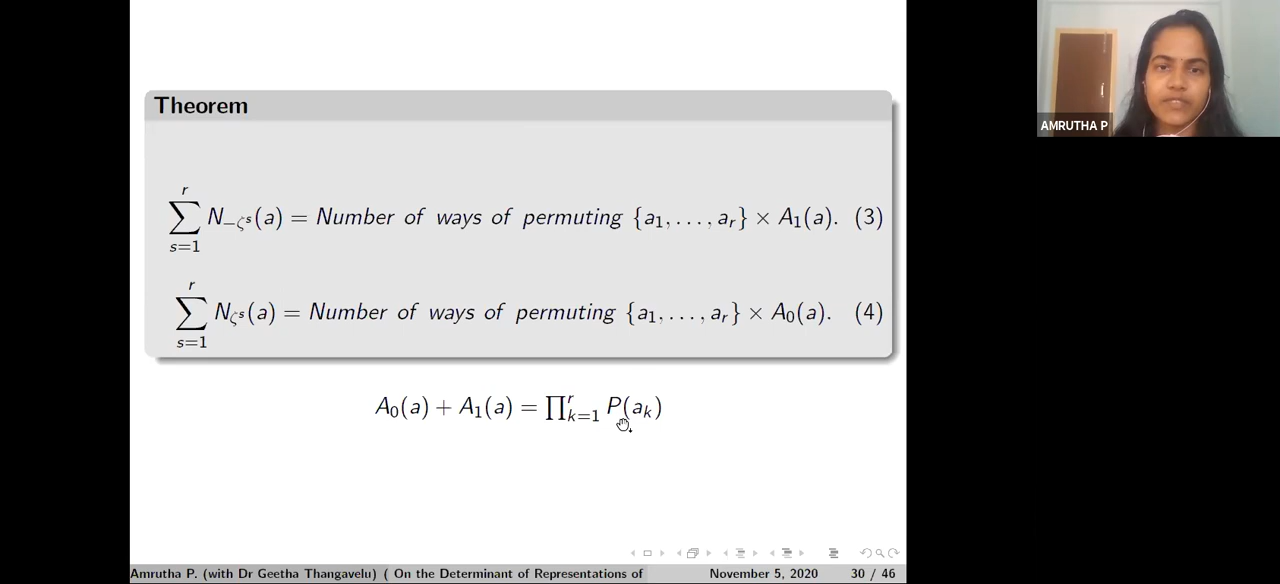 AMRUTHA P
Theorem
∑_{s=1}^{r} N_{−ζ^s}(a) = Number of ways of permuting {a_1, . . . , a_r} × A_1(a). (3)
∑_{s=1}^{r} N_{ζ^s}(a) = Number of ways of permuting {a_1, . . . , a_r} × A_0(a). (4)
A_0(a) + A_1(a) = ∏_{k=1}^{r} P(a_k)
Amrutha P. (with Dr Geetha Thangavelu) ( On the Determinant of Representations of November 5, 2020 30 / 46